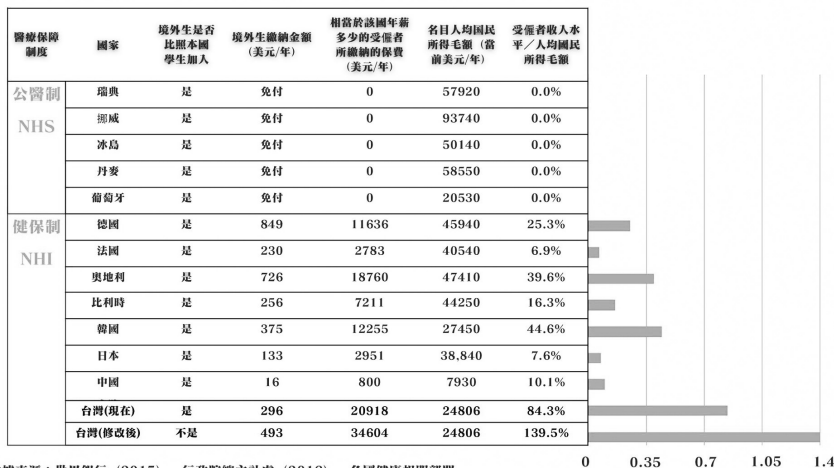 醫療保障制度 國家 境外生是否比照本國學生加入 境外生繳納金額(美元/年) 相當於該國年薪多少的受僱者所繳納的保費(美元/年) 名目人均国民所得毛額（當前美元/年） 受僱者收入水平／人均國民所得毛額
公醫制 NHS
瑞典 是 免付 0 57920 0.0%
挪威 是 免付 0 93740 0.0%
冰島 是 免付 0 50140 0.0%
丹麥 是 免付 0 58550 0.0%
葡萄牙 是 免付 0 20530 0.0%
健保制 NHI
德國 是 849 11636 45940 25.3%
法國 是 230 2783 40540 6.9%
奧地利 是 726 18760 47410 39.6%
比利時 是 256 7211 44250 16.3%
韓國 是 375 12255 27450 44.6%
日本 是 133 2951 38,840 7.6%
中國 是 16 800 7930 10.1%
台灣(現在) 是 296 20918 24806 84.3%
台灣(修改後) 不是 493 34604 24806 139.5%
0 0.35 0.7 1.05 1.4